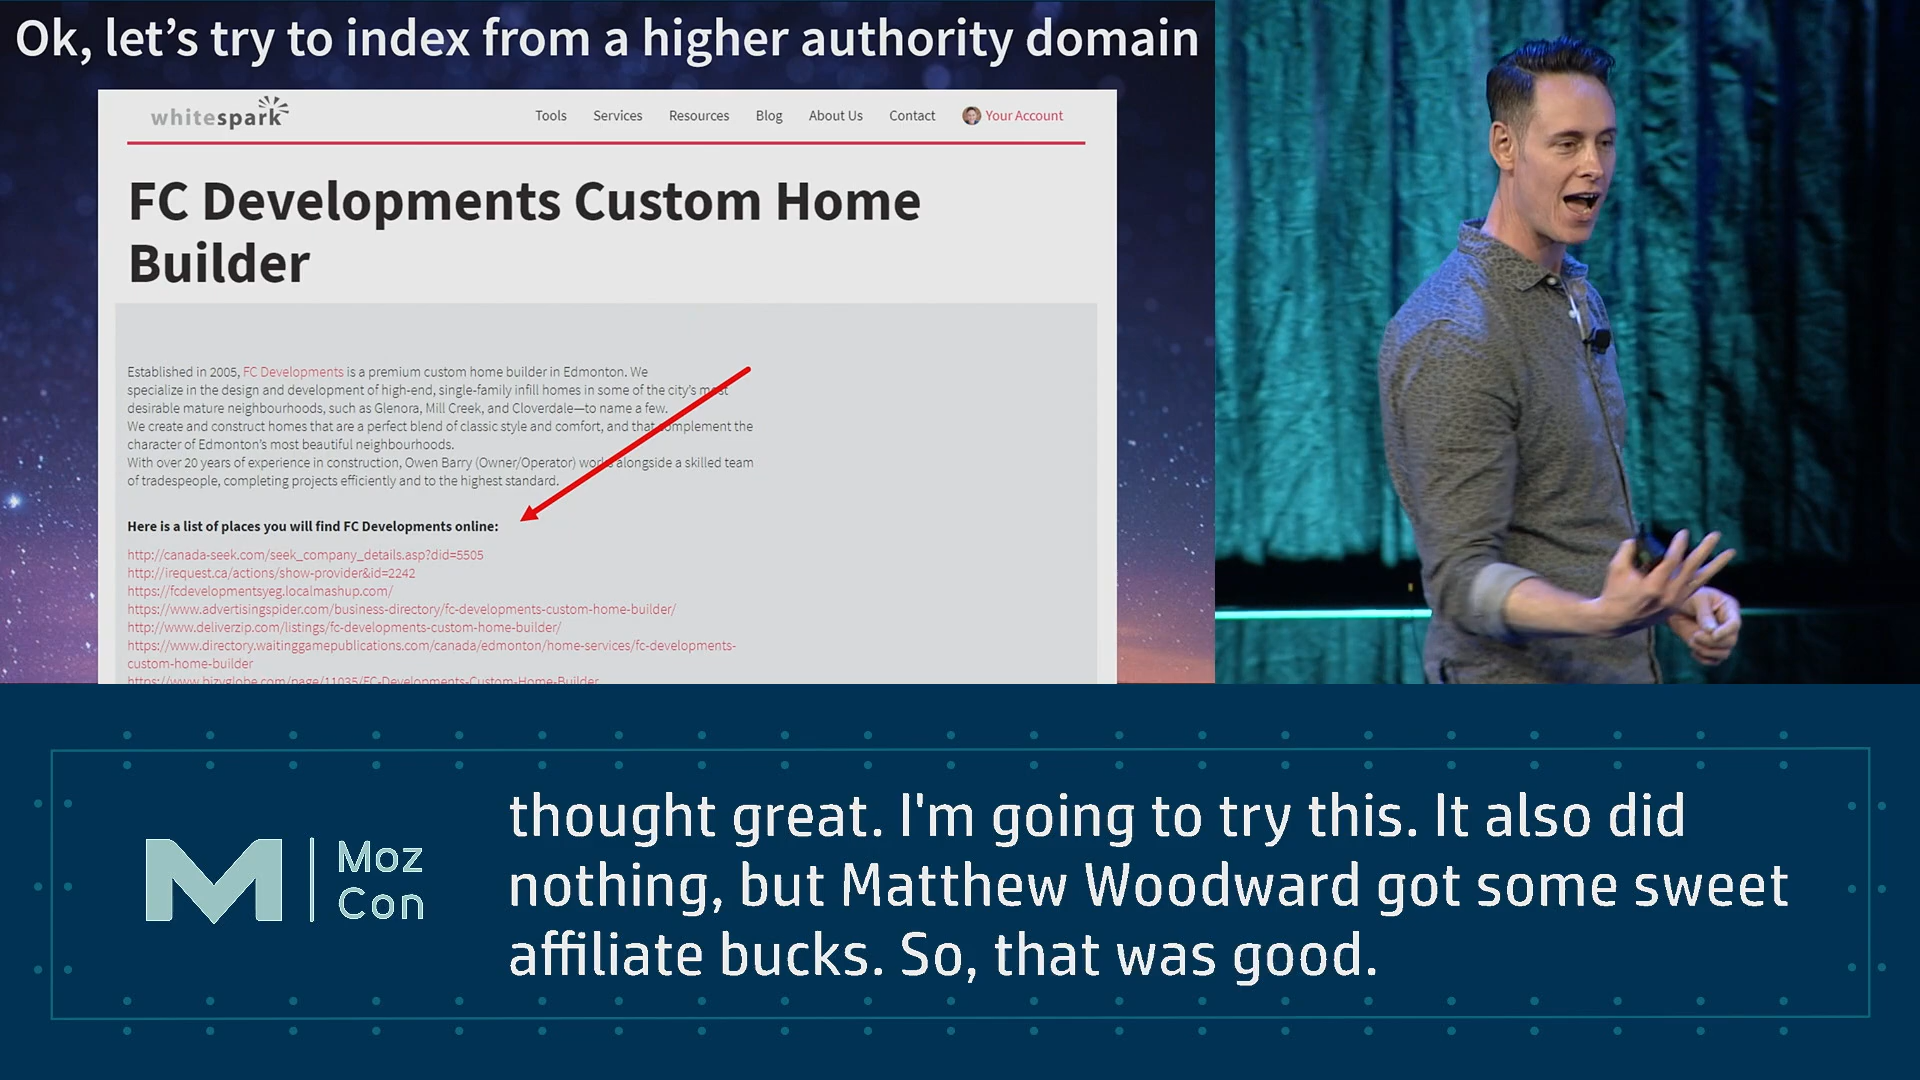 Ok, let's try to index from a higher authority domain
whitespark
Tools Services Resources Blog About Us Contact Your Account
FC Developments Custom Home
Builder
Established in 2005, FC Developments is a premium custom home builder in Edmonton. We
specialize in the design and development of high-end, single-family infill homes in some of the city's most
desirable mature neighbourhoods, such as Glenora, Mill Creek, and Cloverdale—to name a few.
We create and construct homes that are a perfect blend of classic style and comfort, and that complement the
character of Edmonton's most beautiful neighbourhoods.
With over 20 years of experience in construction, Owen Barry (Owner/Operator) works alongside a skilled team
of tradespeople, completing projects efficiently and to the highest standard.
Here is a list of places you will find FC Developments online:
http://canada-seek.com/seek_company_details.asp?did=5505
http://irequest.ca/actions/show-provider&id=2242
https://fcdevelopmentsyeg.localmashup.com/
https://www.advertisingspider.com/business-directory/fc-developments-custom-home-builder/
http://www.deliverzip.com/listings/fc-developments-custom-home-builder/
https://www.directory.waitinggamepublications.com/canada/edmonton/home-services/fc-developments-
custom-home-builder
https://www.bizyglobe.com/page/11035/FC-Developments-Custom-Home-Builder
Moz
Con
thought great. I'm going to try this. It also did
nothing, but Matthew Woodward got some sweet
affiliate bucks. So, that was good.